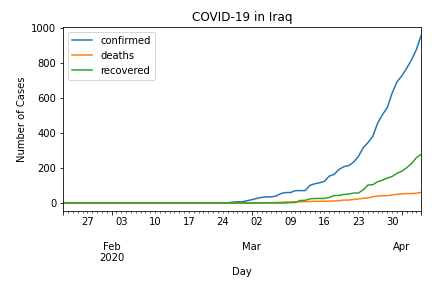 COVID-19 in Iraq
confirmed
deaths
recovered
Number of Cases
1000
800
600
400
200
0
27 03 10 17 24 02 09 16 23 30
Feb Mar Apr
2020
Day